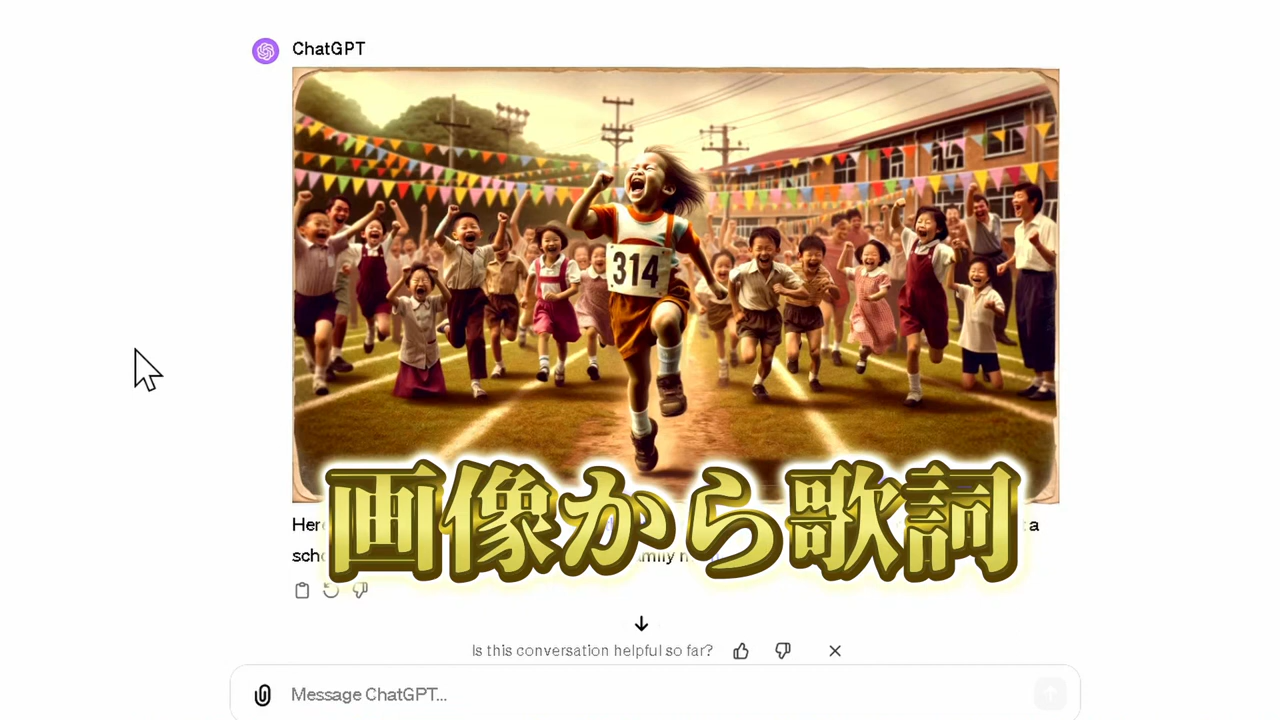 ChatGPT
314
画像から歌詞
a
Is this conversation helpful so far?
Message ChatGPT...